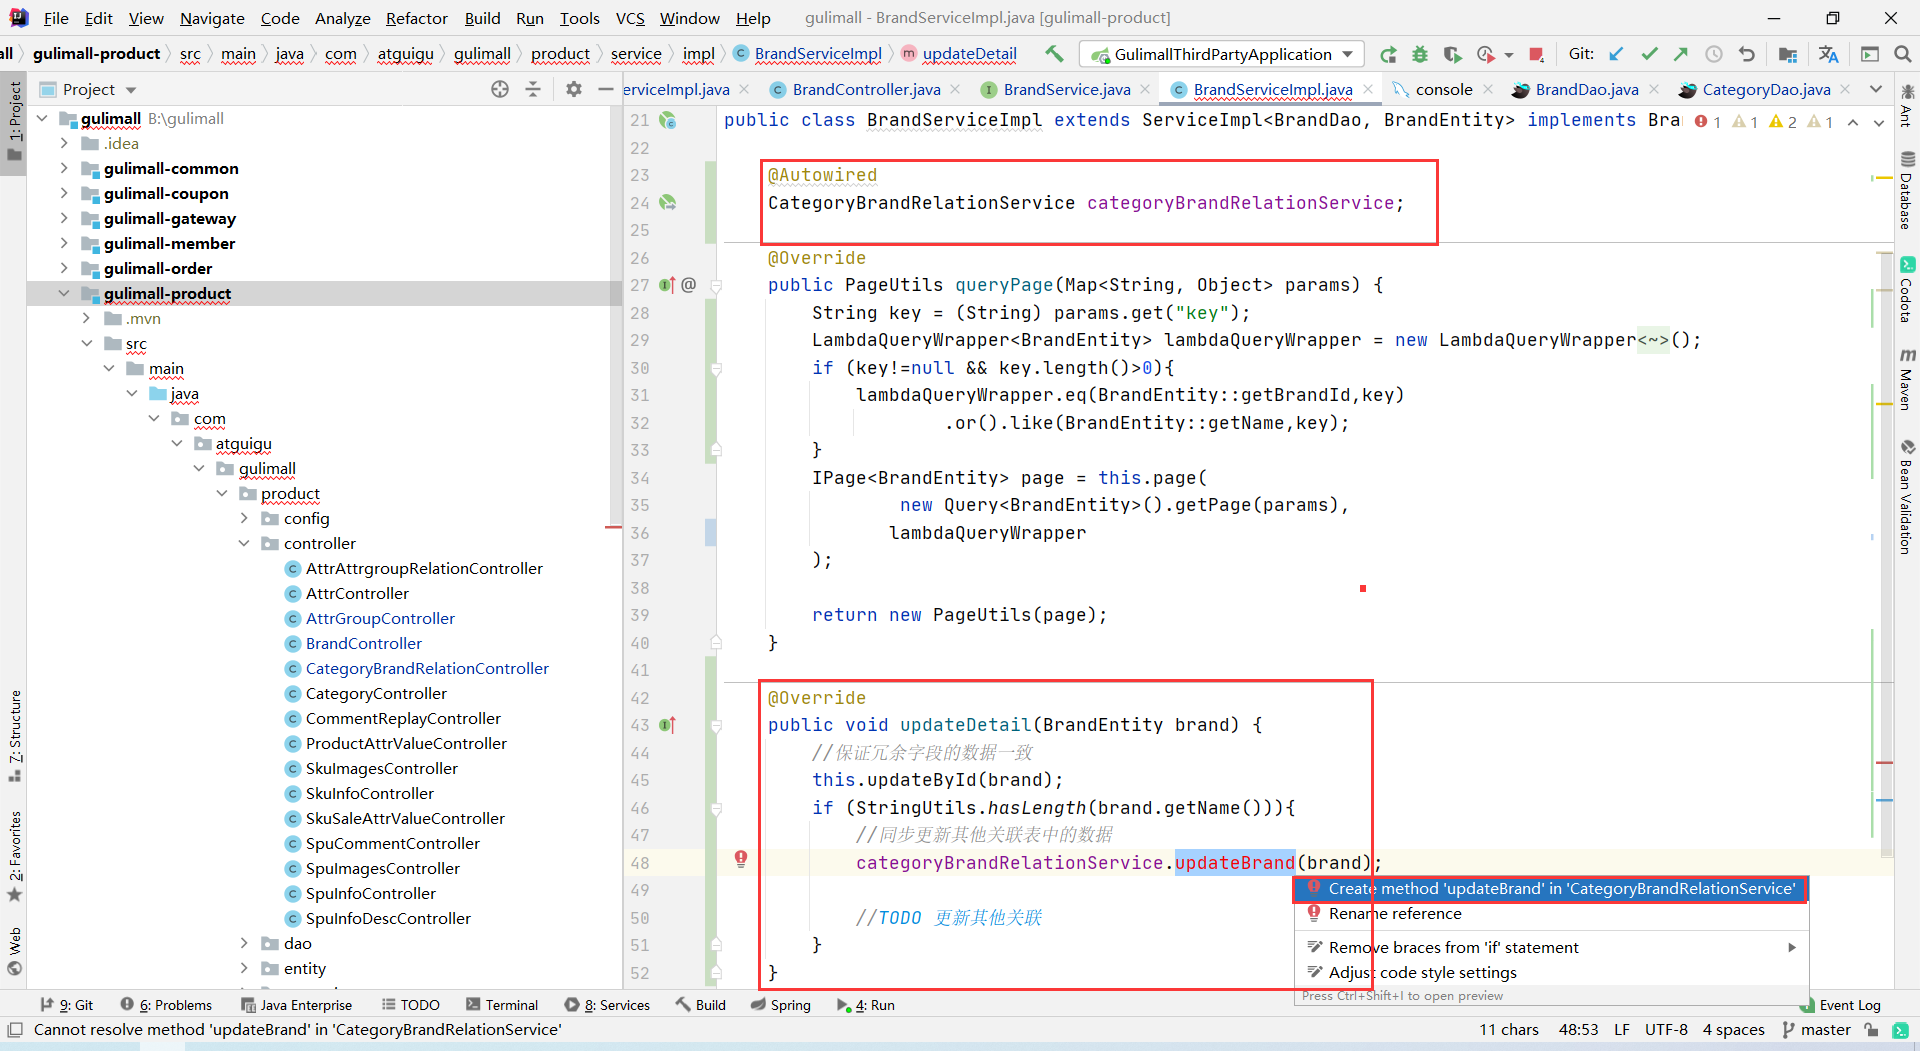 File Edit View Navigate Code Analyze Refactor Build Run Tools VCS Window Help gulimall - BrandServiceImpl.java [gulimall-product]
all gulimall-product src main java com atguigu gulimall product service impl BrandServiceImpl updateDetail GulimallThirdPartyApplication Git:
Project
erviceImpl.java BrandController.java BrandService.java BrandServiceImpl.java console BrandDao.java CategoryDao.java
1: Project
7: Structure
2: Favorites
Web
gulimall B:\gulimall
.idea
gulimall-common
gulimall-coupon
gulimall-gateway
gulimall-member
gulimall-order
gulimall-product
.mvn
src
main
java
com
atguigu
gulimall
product
config
controller
AttrAttrgroupRelationController
AttrController
AttrGroupController
BrandController
CategoryBrandRelationController
CategoryController
CommentReplayController
ProductAttrValueController
SkuImagesController
SkuInfoController
SkuSaleAttrValueController
SpuCommentController
SpuImagesController
SpuInfoController
SpuInfoDescController
dao
entity
21 public class BrandServiceImpl extends ServiceImpl<BrandDao, BrandEntity> implements Bra 1 1 2 1
22
23 @Autowired
24 CategoryBrandRelationService categoryBrandRelationService;
25
26 @Override
27 @ public PageUtils queryPage(Map<String, Object> params) {
28 String key = (String) params.get("key");
29 LambdaQueryWrapper<BrandEntity> lambdaQueryWrapper = new LambdaQueryWrapper<~>();
30 if (key!=null && key.length()>0){
31 lambdaQueryWrapper.eq(BrandEntity::getBrandId,key)
32 .or().like(BrandEntity::getName,key);
33 }
34 IPage<BrandEntity> page = this.page(
35 new Query<BrandEntity>().getPage(params),
36 lambdaQueryWrapper
37 );
38
39 return new PageUtils(page);
40 }
41
42 @Override
43 public void updateDetail(BrandEntity brand) {
44 //保证冗余字段的数据一致
45 this.updateById(brand);
46 if (StringUtils.hasLength(brand.getName())){
47 //同步更新其他关联表中的数据
48 categoryBrandRelationService.updateBrand(brand);
49
50 //TODO 更新其他关联
51 }
52 }
Create method 'updateBrand' in 'CategoryBrandRelationService'
Rename reference
Remove braces from 'if' statement
Adjust code style settings
Press Ctrl+Shift+I to open preview
Ant
Database
Codota
Maven
Bean Validation
9: Git 6: Problems Java Enterprise TODO Terminal 8: Services Build Spring 4: Run Event Log
Cannot resolve method 'updateBrand' in 'CategoryBrandRelationService' 11 chars 48:53 LF UTF-8 4 spaces master